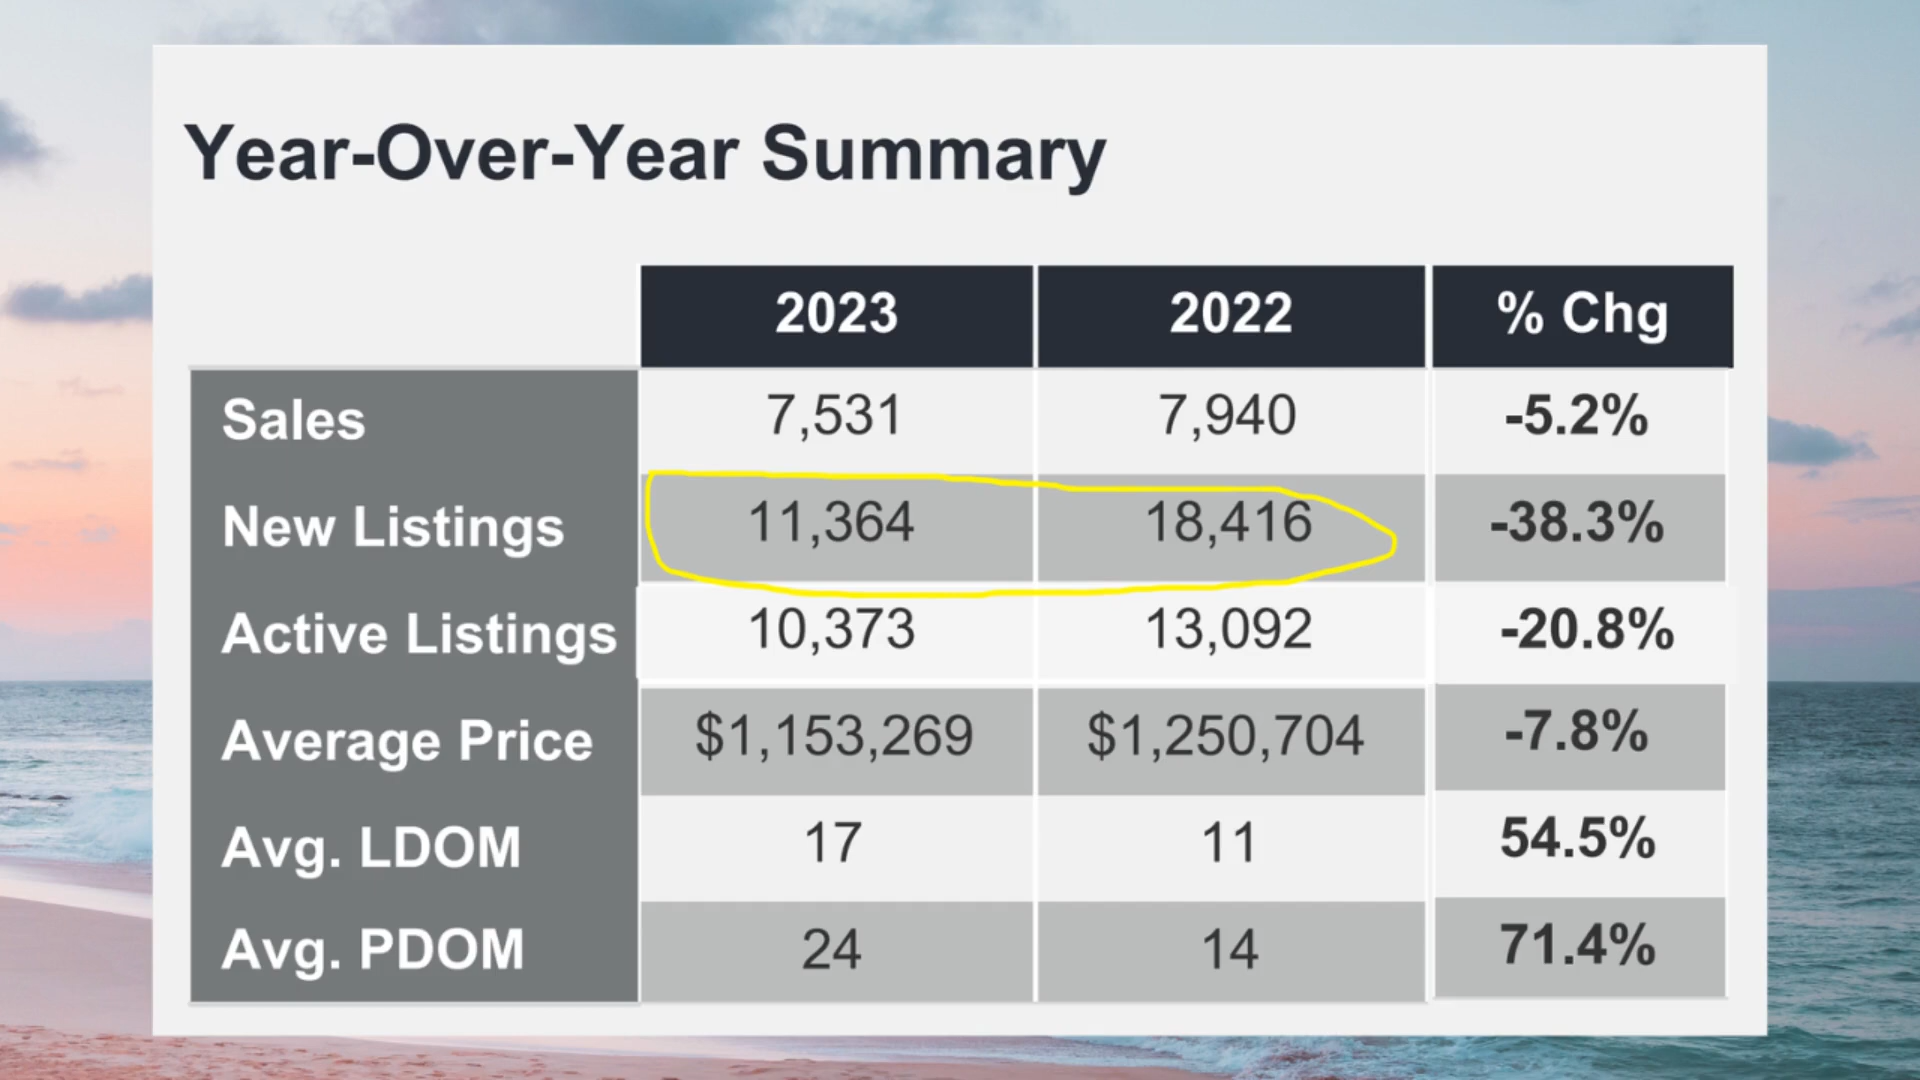 Year-Over-Year Summary
2023 2022 % Chg
Sales 7,531 7,940 -5.2%
New Listings 11,364 18,416 -38.3%
Active Listings 10,373 13,092 -20.8%
Average Price $1,153,269 $1,250,704 -7.8%
Avg. LDOM 17 11 54.5%
Avg. PDOM 24 14 71.4%